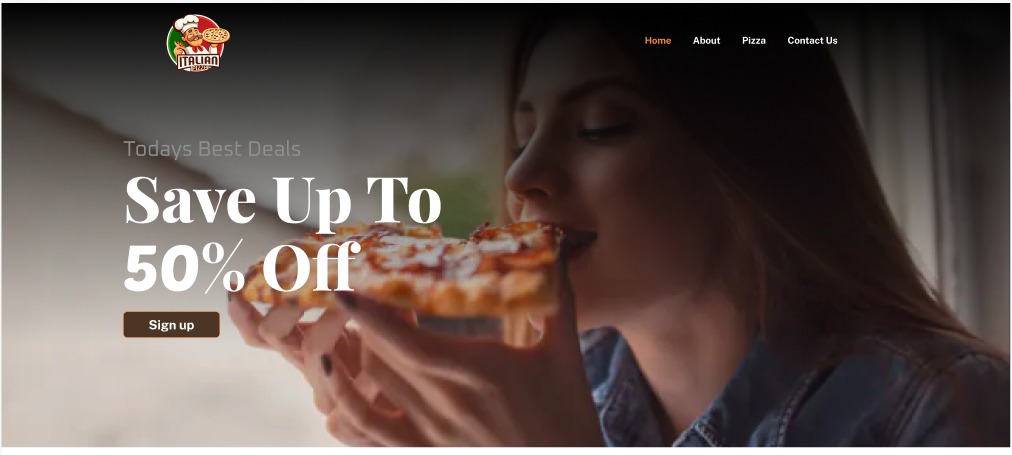 ITALIAN
PIZZA
Home About Pizza Contact Us
Todays Best Deals
Save Up To
50% Off
Sign up